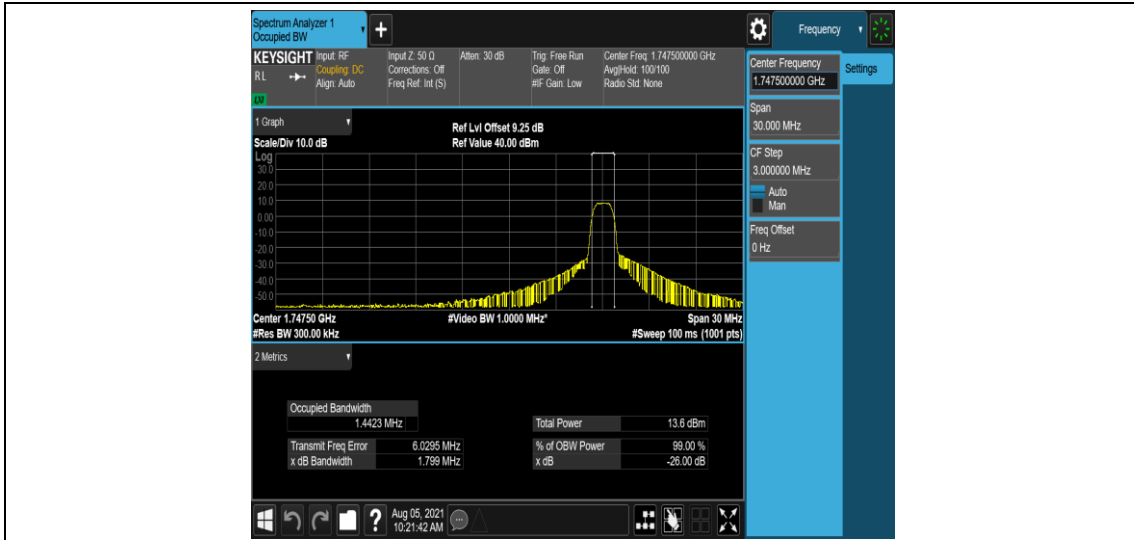 Spectrum Analyzer 1
Occupied BW
Frequency
KEYSIGHT
RL
LXI
Input: RF
Coupling: DC
Align: Auto
Input Z: 50 Ω
Corrections: Off
Freq Ref: Int (S)
Atten: 30 dB
Trig: Free Run
Gate: Off
#IF Gain: Low
Center Freq: 1.747500000 GHz
Avg|Hold: 100/100
Radio Std: None
Center Frequency
1.747500000 GHz
Settings
Span
30.000 MHz
CF Step
3.000000 MHz
Auto
Man
Freq Offset
0 Hz
1 Graph
Ref Lvl Offset 9.25 dB
Scale/Div 10.0 dB
Ref Value 40.00 dBm
Log
30.0
20.0
10.0
0.00
-10.0
-20.0
-30.0
-40.0
-50.0
Center 1.74750 GHz
#Video BW 1.0000 MHz*
Span 30 MHz
#Res BW 300.00 kHz
#Sweep 100 ms (1001 pts)
2 Metrics
Occupied Bandwidth
1.4423 MHz
Total Power 13.6 dBm
Transmit Freq Error 6.0295 MHz
% of OBW Power 99.00 %
x dB Bandwidth 1.799 MHz
x dB -26.00 dB
?
Aug 05, 2021
10:21:42 AM